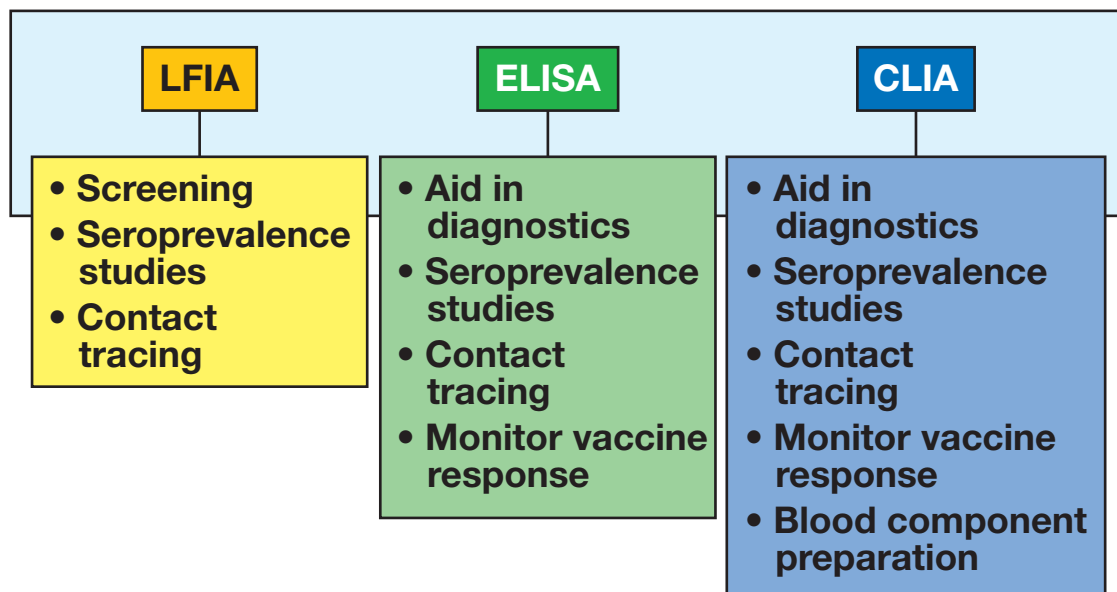 LFIA
• Screening
• Seroprevalence
studies
• Contact
tracing
ELISA
• Aid in
diagnostics
• Seroprevalence
studies
• Contact
tracing
• Monitor vaccine
response
CLIA
• Aid in
diagnostics
• Seroprevalence
studies
• Contact
tracing
• Monitor vaccine
response
• Blood component
preparation